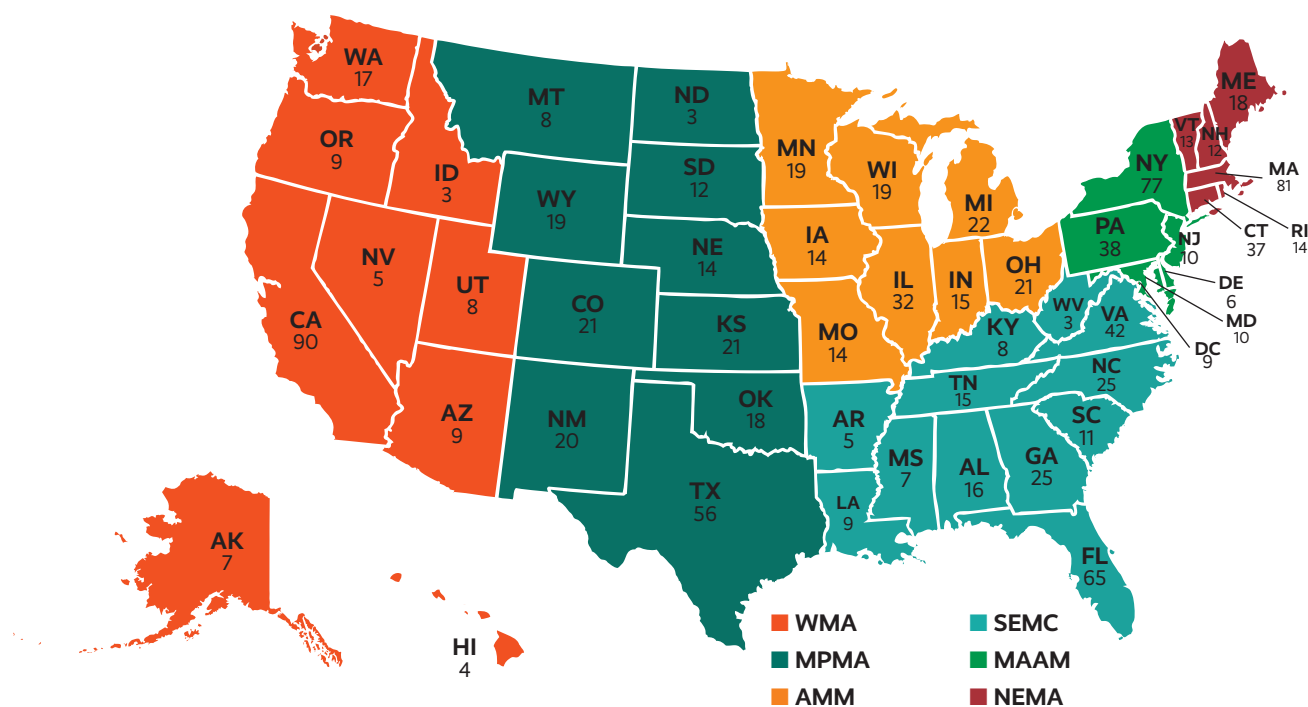 WA
17
OR
9
ID
3
NV
5
UT
8
CA
90
AZ
9
AK
7
HI
4
MT
8
ND
3
SD
12
WY
19
NE
14
CO
21
KS
21
NM
20
OK
18
TX
56
MN
19
WI
19
MI
22
IA
14
IL
32
IN
15
OH
21
MO
14
KY
8
WV
3
VA
42
TN
15
NC
25
AR
5
SC
11
MS
7
AL
16
GA
25
LA
9
FL
65
NY
77
PA
38
NJ
10
DE
6
MD
10
DC
9
ME
18
VT
13
NH
12
MA
81
CT
37
RI
14
WMA
MPMA
AMM
SEMC
MAAM
NEMA